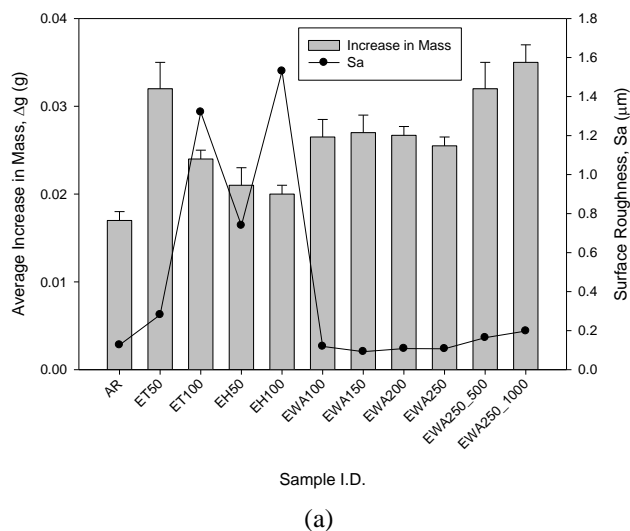 Increase in Mass
Sa
Average Increase in Mass, Δg (g)
0.04
0.03
0.02
0.01
0.00
Surface Roughness, Sa (μm)
1.8
1.6
1.4
1.2
1.0
0.8
0.6
0.4
0.2
0.0
AR
ET50
ET100
EH50
EH100
EWA100
EWA150
EWA200
EWA250
EWA250_500
EWA250_1000
Sample I.D.
(a)